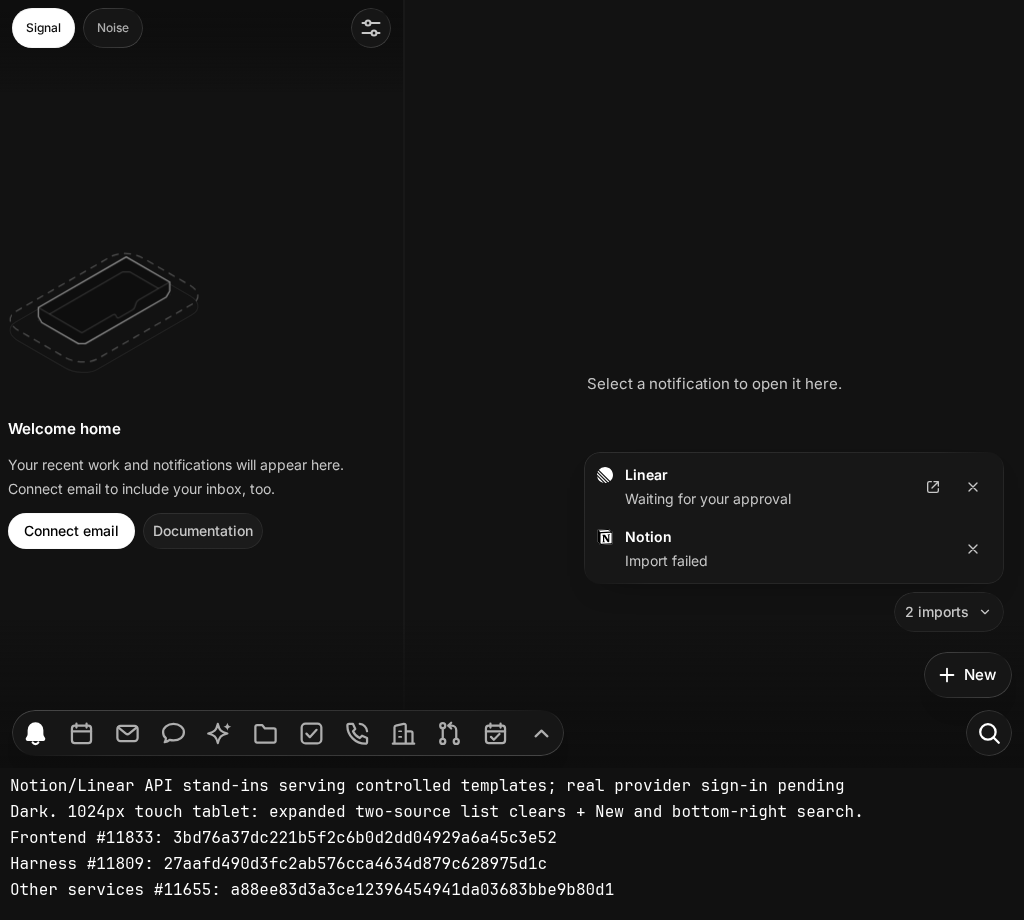 Signal
Noise
Welcome home
Your recent work and notifications will appear here.
Connect email to include your inbox, too.
Connect email
Documentation
Select a notification to open it here.
Linear
Waiting for your approval
Notion
Import failed
2 imports
New
Notion/Linear API stand-ins serving controlled templates; real provider sign-in pending
Dark. 1024px touch tablet: expanded two-source list clears + New and bottom-right search.
Frontend #11833: 3bd76a37dc221b5f2c6b0d2dd04929a6a45c3e52
Harness #11809: 27aafd490d3fc2ab576cca4634d879c628975d1c
Other services #11655: a88ee83d3a3ce12396454941da03683bbe9b80d1